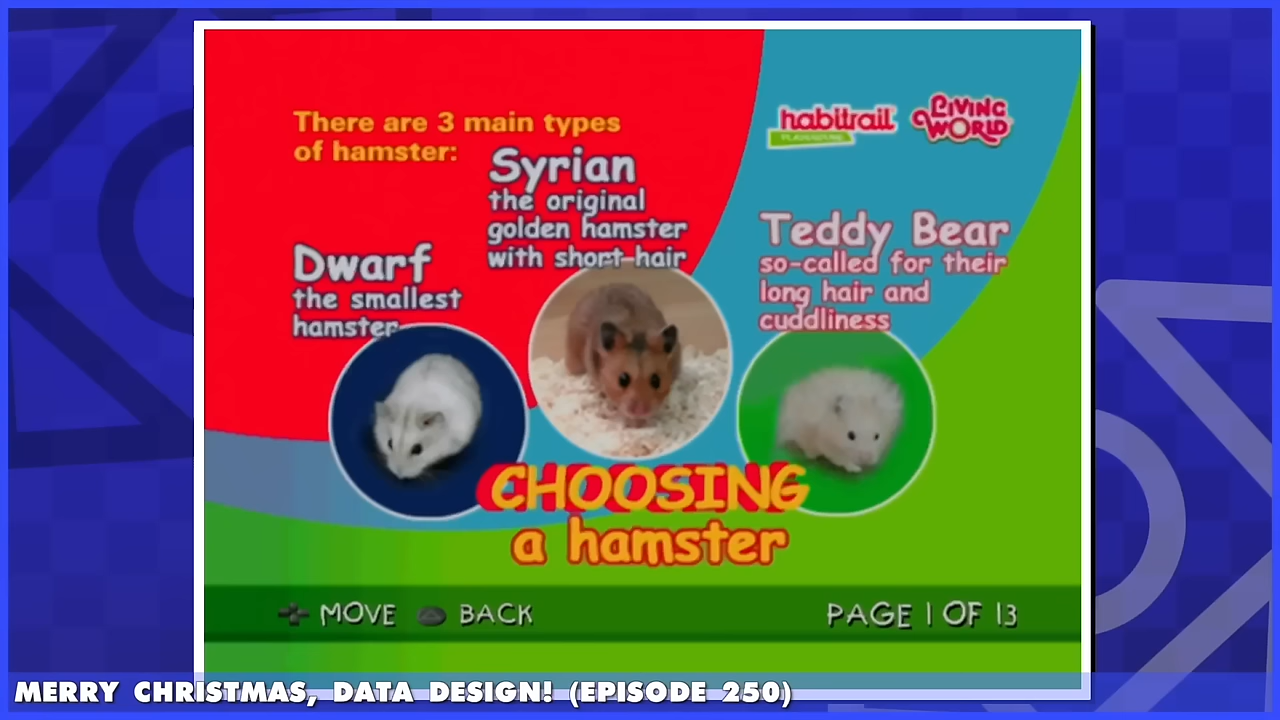 There are 3 main types
of hamster:
habitrail
PLAYGROUND
LIVING
WORLD
Syrian
the original
golden hamster
with short hair
Dwarf
the smallest
hamster
Teddy Bear
so-called for their
long hair and
cuddliness
CHOOSING
a hamster
MOVE BACK
PAGE 1 OF 13
MERRY CHRISTMAS, DATA DESIGN! (EPISODE 250)